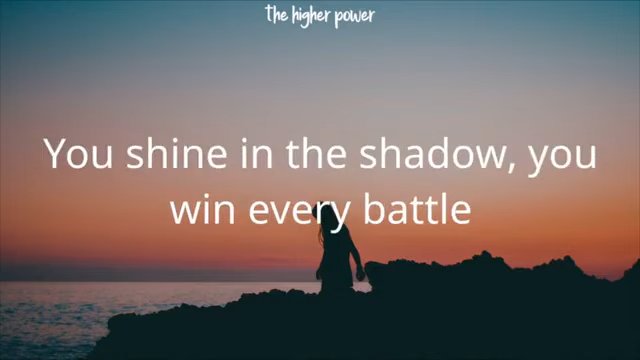 the higher power
You shine in the shadow, you
win every battle